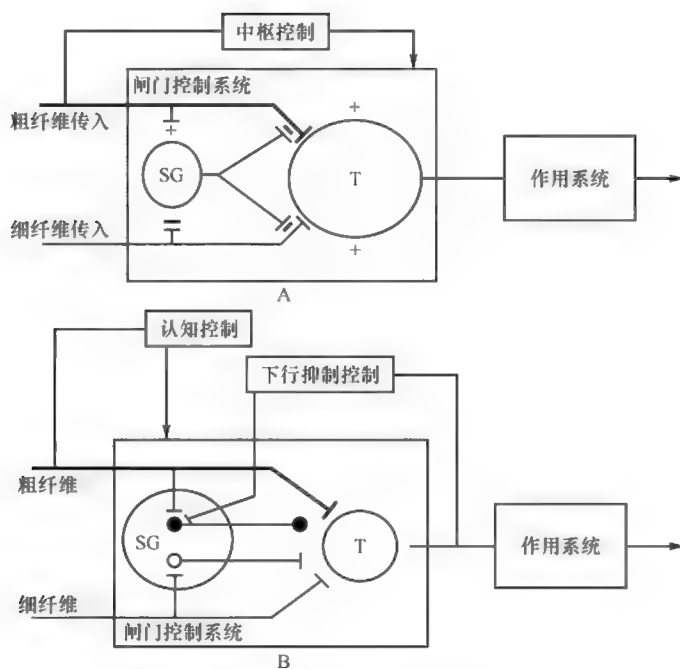 中枢控制
闸门控制系统
粗纤维传入
+
+
SG
T
作用系统
细纤维传入
+
A
认知控制
下行抑制控制
粗纤维
SG
T
作用系统
细纤维
闸门控制系统
B